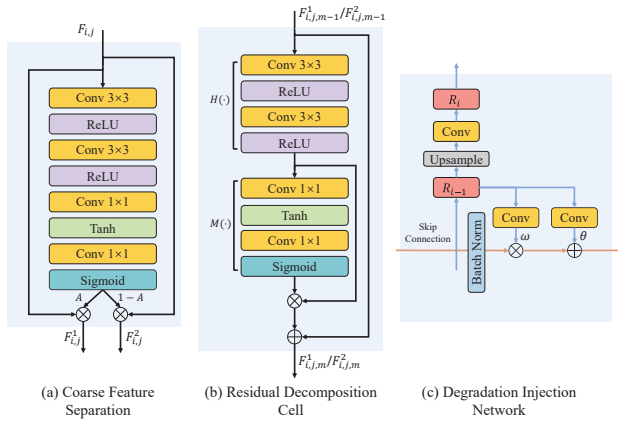 F_{i,j}
Conv 3×3
ReLU
Conv 3×3
ReLU
Conv 1×1
Tanh
Conv 1×1
Sigmoid
A
1 − A
F^1_{i,j}
F^2_{i,j}
(a) Coarse Feature
Separation
F^1_{i,j,m−1}/F^2_{i,j,m−1}
H(·)
Conv 3×3
ReLU
Conv 3×3
ReLU
M(·)
Conv 1×1
Tanh
Conv 1×1
Sigmoid
F^1_{i,j,m}/F^2_{i,j,m}
(b) Residual Decomposition
Cell
R_i
Conv
Upsample
R_{i−1}
Skip
Connection
Batch Norm
Conv
Conv
ω
θ
(c) Degradation Injection
Network